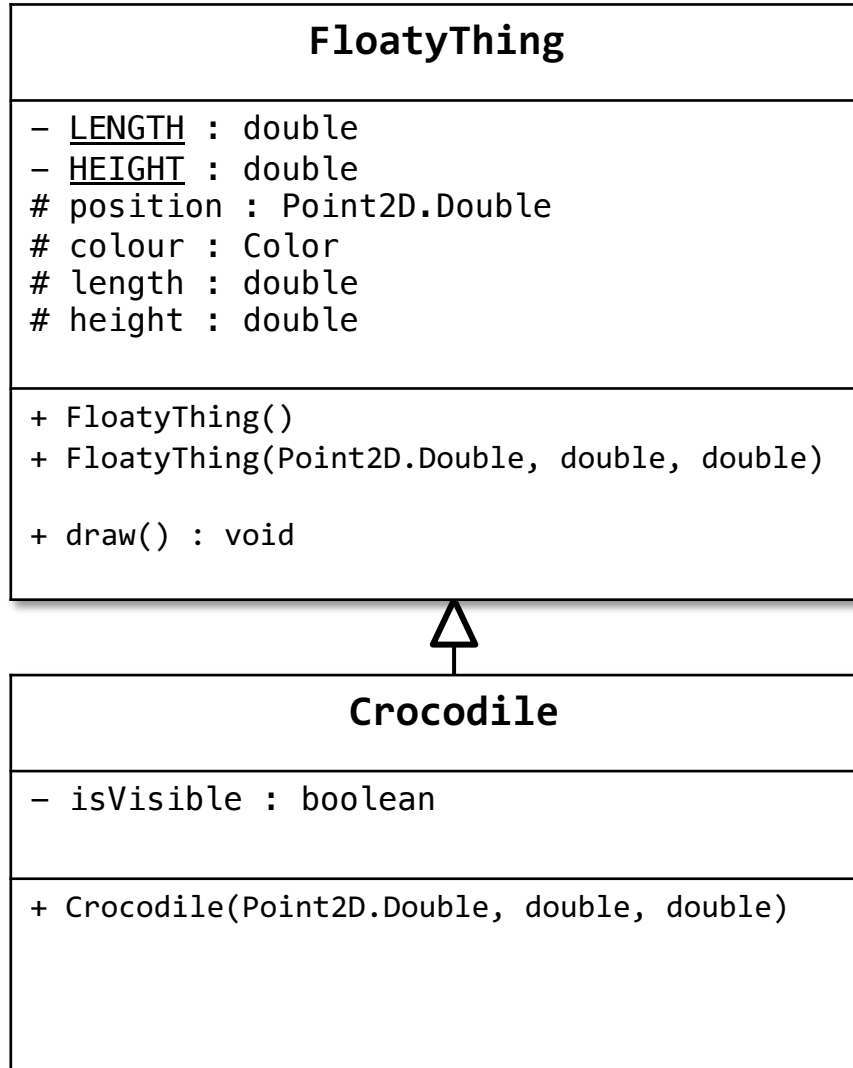 FloatyThing
– LENGTH : double
– HEIGHT : double
# position : Point2D.Double
# colour : Color
# length : double
# height : double
+ FloatyThing()
+ FloatyThing(Point2D.Double, double, double)
+ draw() : void
Crocodile
– isVisible : boolean
+ Crocodile(Point2D.Double, double, double)